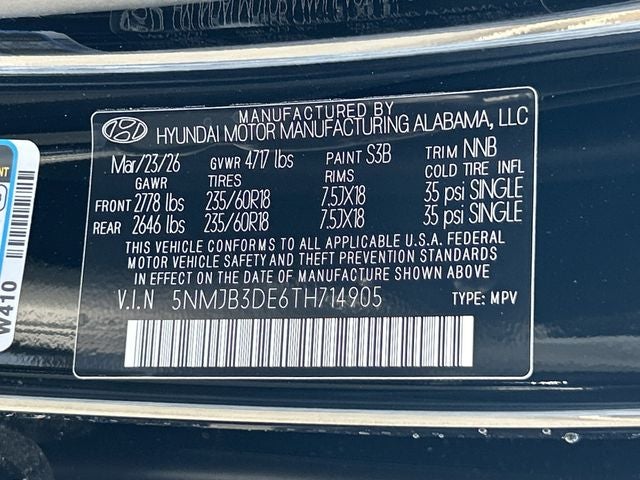 MANUFACTURED BY
HYUNDAI MOTOR MANUFACTURING ALABAMA, LLC
Mar/23/26 GVWR 4717 lbs PAINT S3B TRIM NNB
GAWR TIRES RIMS COLD TIRE INFL
FRONT 2778 lbs 235/60R18 7.5JX18 35 psi SINGLE
REAR 2646 lbs 235/60R18 7.5JX18 35 psi SINGLE
THIS VEHICLE CONFORMS TO ALL APPLICABLE U.S.A. FEDERAL
MOTOR VEHICLE SAFETY AND THEFT PREVENTION STANDARDS
IN EFFECT ON THE DATE OF MANUFACTURE SHOWN ABOVE
V.I.N 5NMJB3DE6TH714905 TYPE: MPV
W410